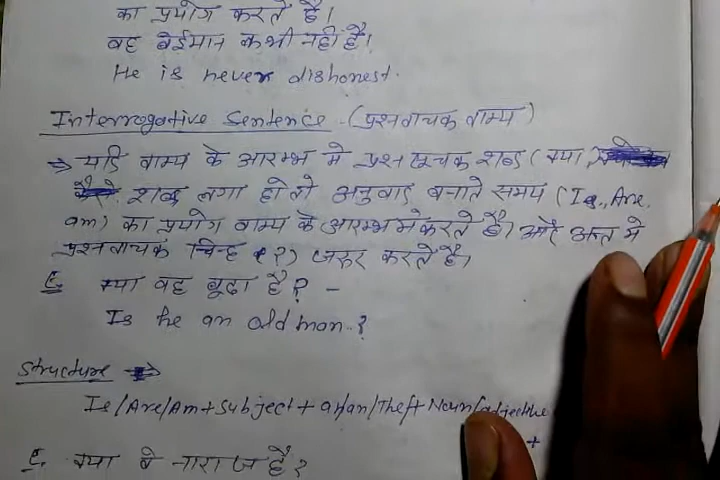 का प्रयोग करते है।
वह बेईमान कभी नहीं है।
He is never dishonest.
Interrogative Sentence (प्रश्नवाचक वाक्य)
→ यदि वाक्य के आरम्भ मे प्रश्न सूचक शब्द (क्या
शब्द लगा हो तो अनुवाद बनाते समय (Is, Are,
am) का प्रयोग वाक्य के आरम्भ मे करते है। और अन्त मे
प्रश्नवाचक चिन्ह (?) जरुर करते है।
E क्या वह बूढा है? -
Is he an old man.?
Structure →
Is/Are/Am + Subject + a/an/The + Noun/adjective
+
E क्या वे नाराज है?